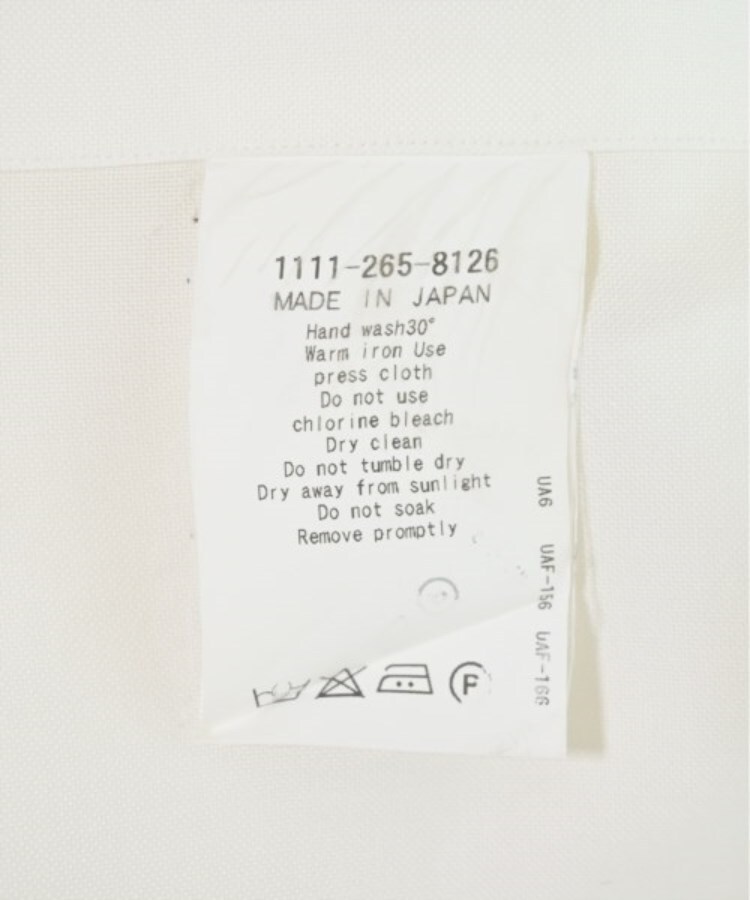 1111-265-8126
MADE IN JAPAN
Hand wash30°
Warm iron Use
press cloth
Do not use
chlorine bleach
Dry clean
Do not tumble dry
Dry away from sunlight
Do not soak
Remove promptly
F
UA6 UAF-156 UAF-166